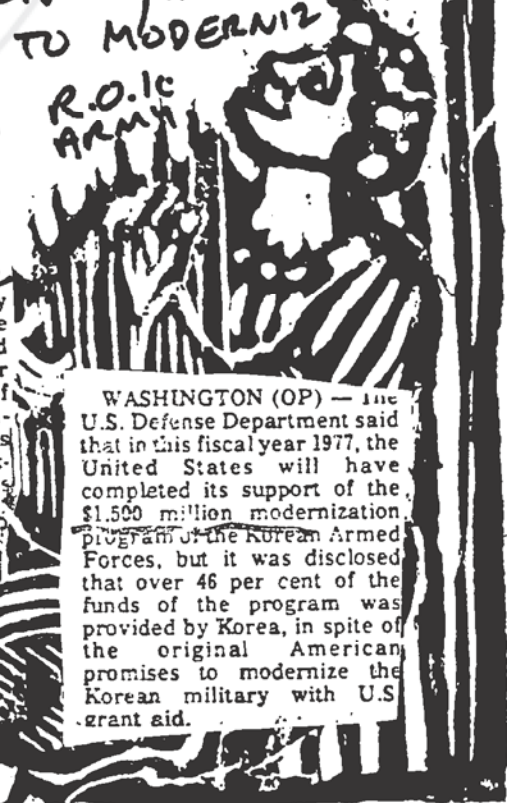 TO MODERNIZ
R.O.K
ARMY
WASHINGTON (OP) — The
U.S. Defense Department said
that in this fiscal year 1977, the
United States will have
completed its support of the
$1.500 million modernization
program of the Korean Armed
Forces, but it was disclosed
that over 46 per cent of the
funds of the program was
provided by Korea, in spite of
the original American
promises to modernize the
Korean military with U.S
grant aid.